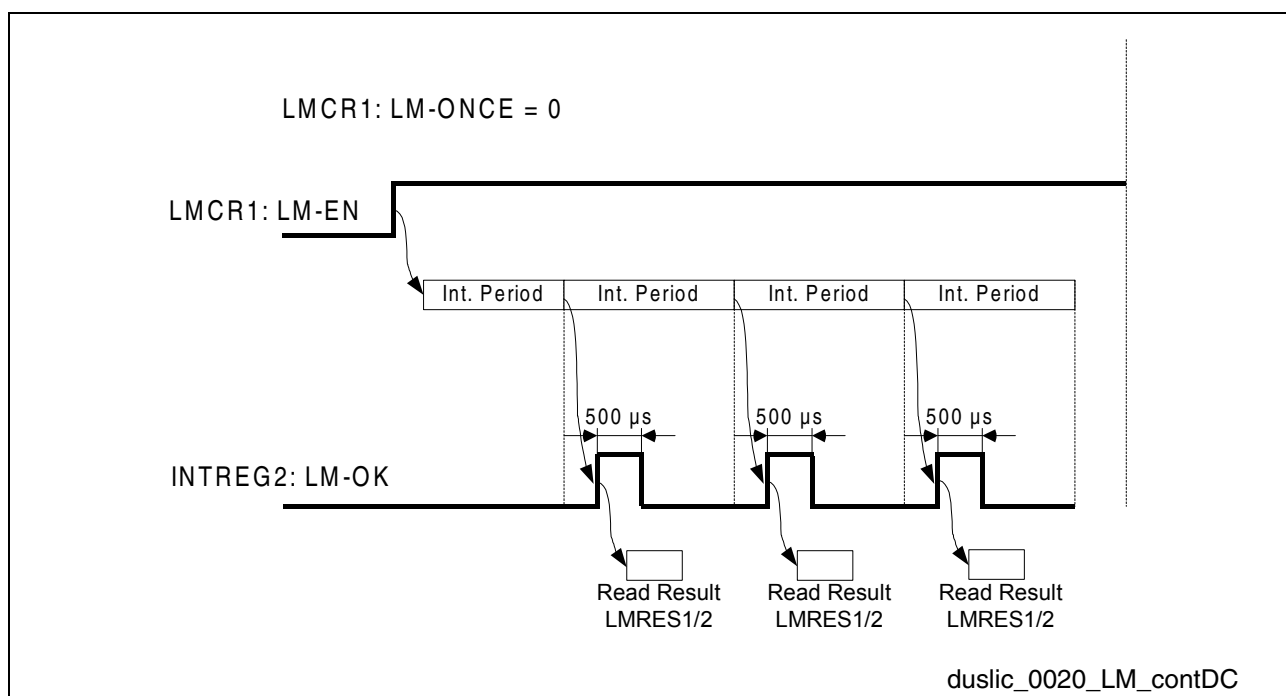 LMCR1: LM-ONCE = 0
LMCR1: LM-EN
Int. Period Int. Period Int. Period Int. Period
500 µs 500 µs 500 µs
INTREG2: LM-OK
Read Result Read Result Read Result
LMRES1/2 LMRES1/2 LMRES1/2
duslic_0020_LM_contDC